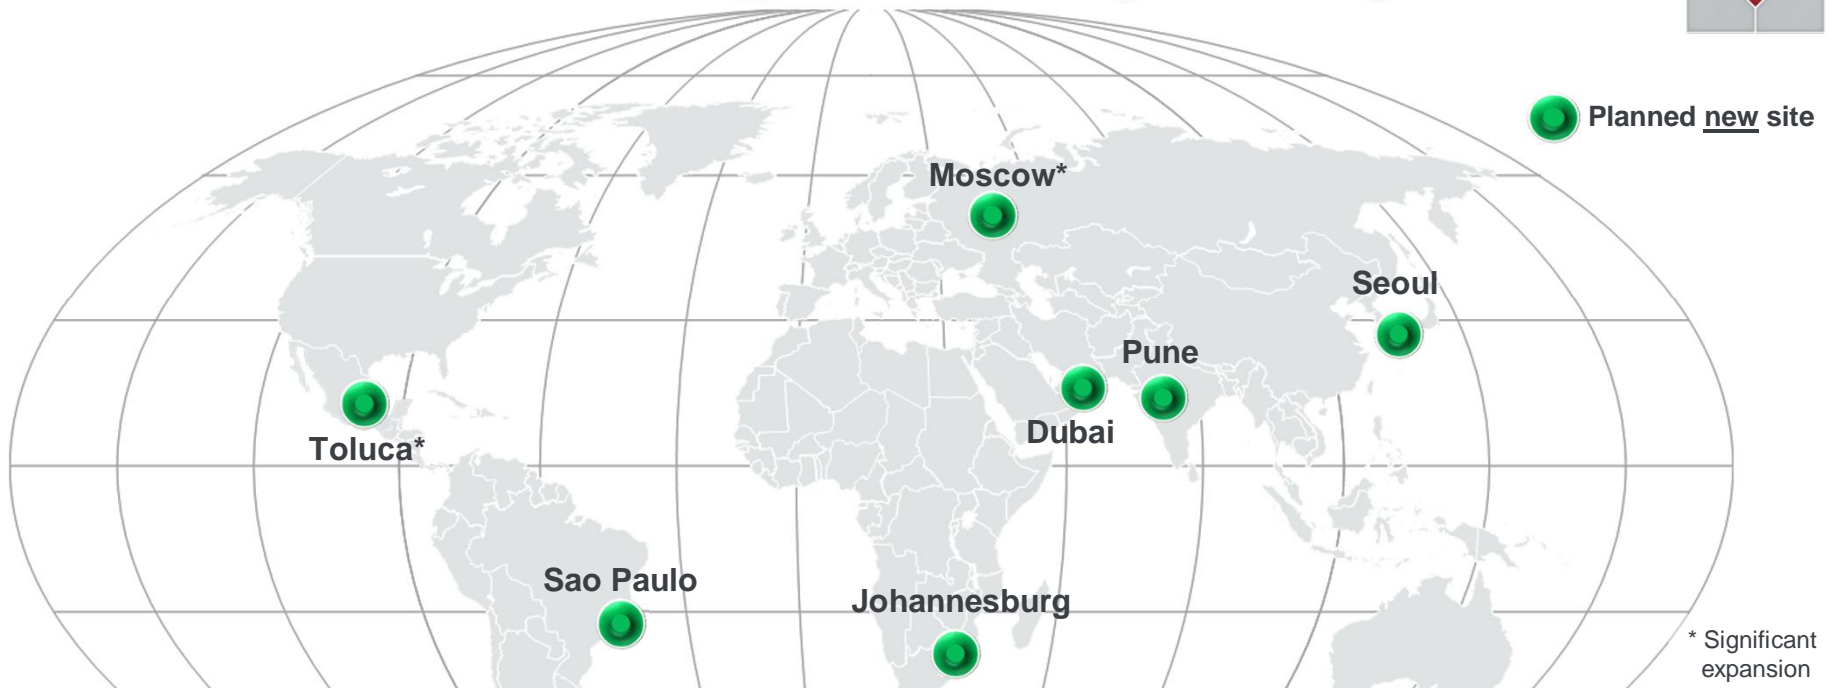 Planned new site
Moscow*
Seoul
Pune
Dubai
Toluca*
Sao Paulo
Johannesburg
* Significant
expansion